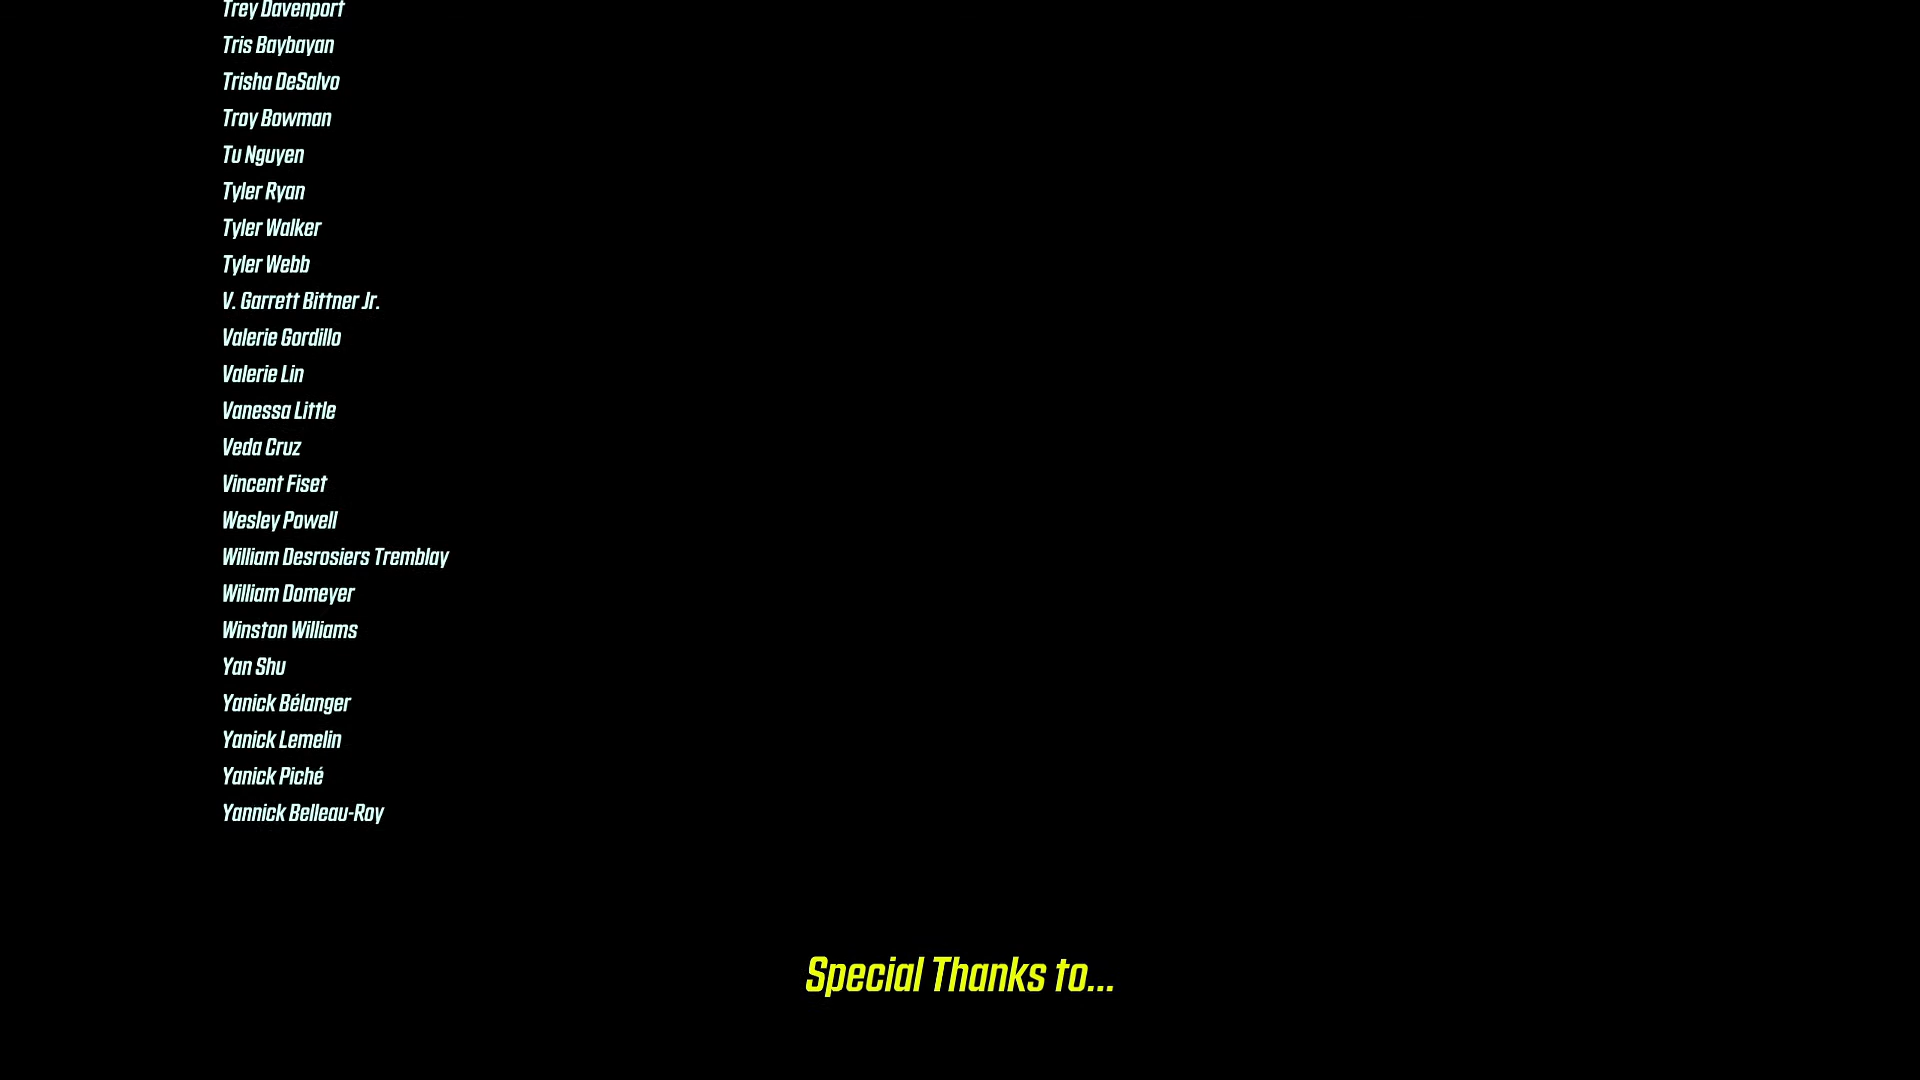 Trey Davenport
Tris Baybayan
Trisha DeSalvo
Troy Bowman
Tu Nguyen
Tyler Ryan
Tyler Walker
Tyler Webb
V. Garrett Bittner Jr.
Valerie Gordillo
Valerie Lin
Vanessa Little
Veda Cruz
Vincent Fiset
Wesley Powell
William Desrosiers Tremblay
William Domeyer
Winston Williams
Yan Shu
Yanick Bélanger
Yanick Lemelin
Yanick Piché
Yannick Belleau-Roy
Special Thanks to...